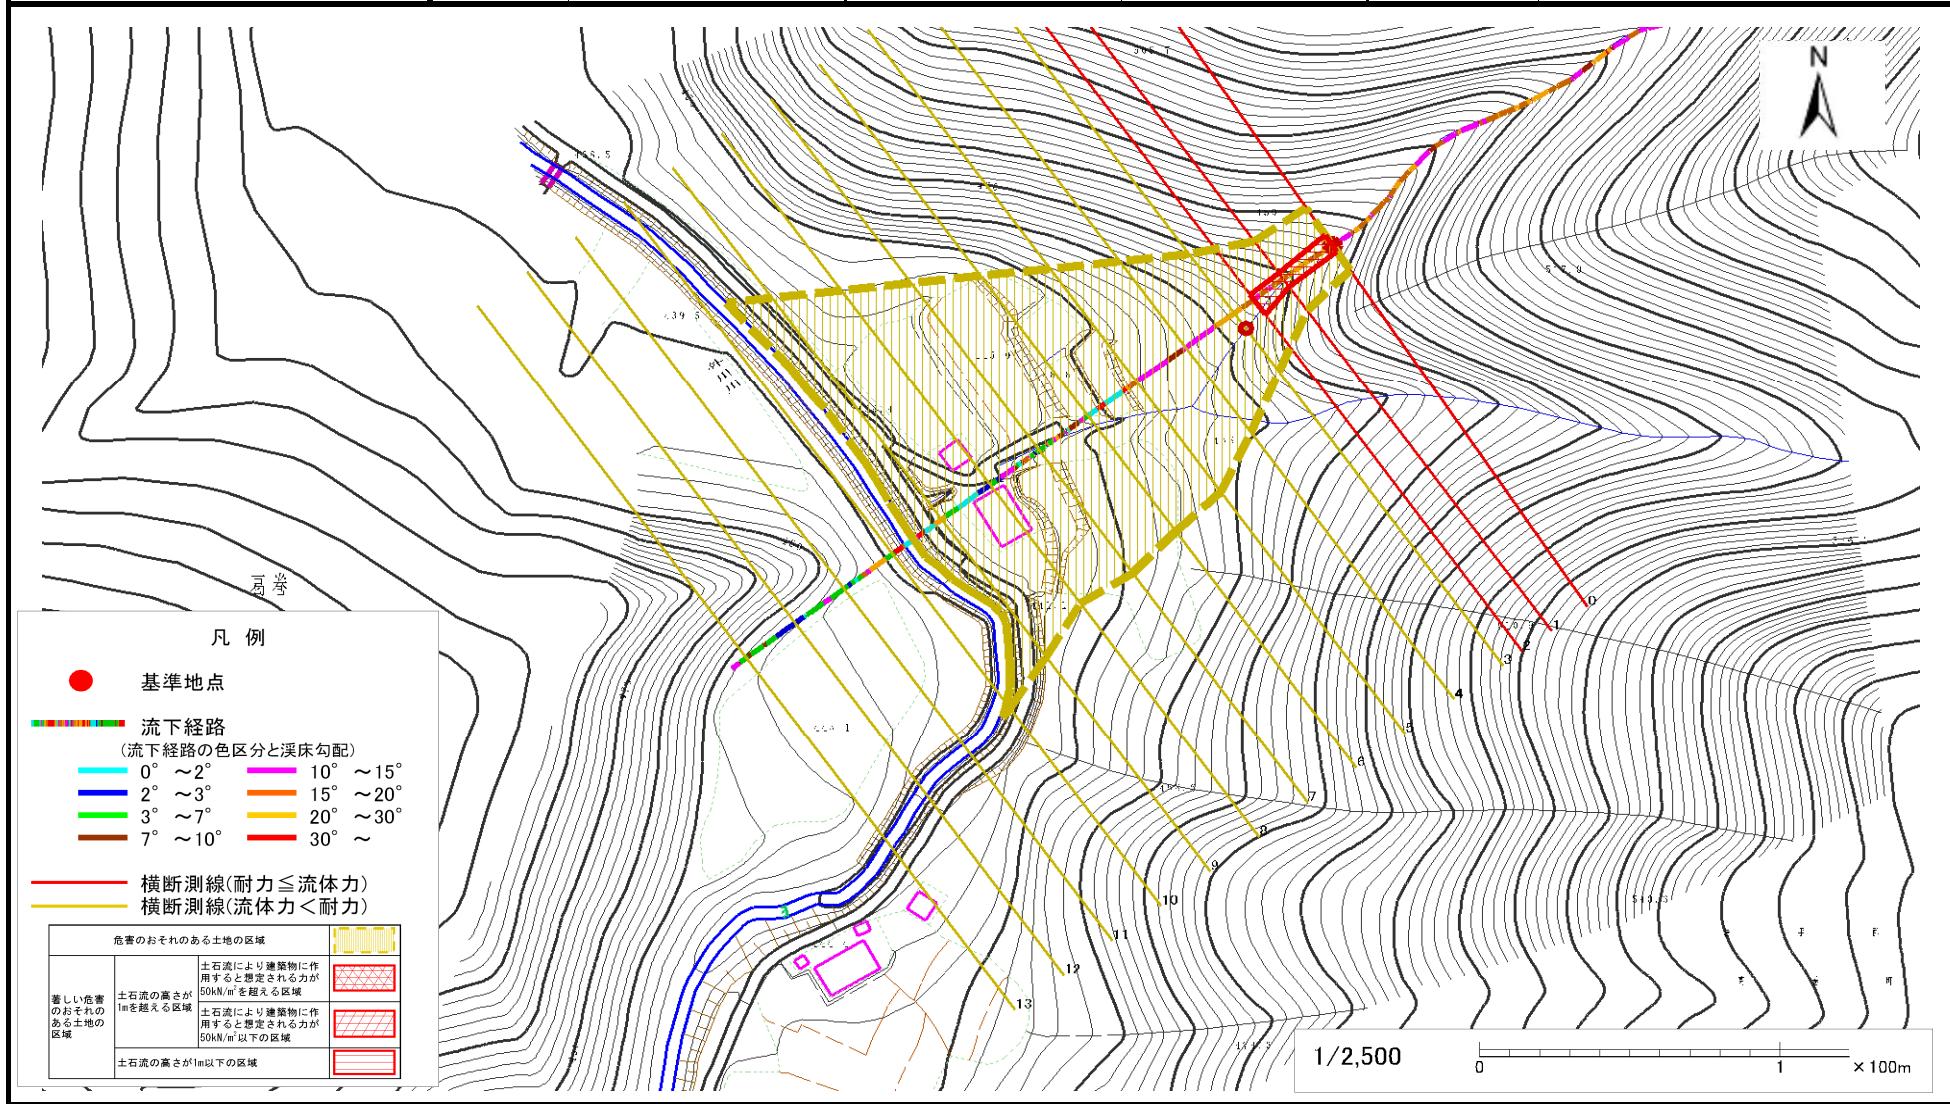 N
458.5
439.5
凡 例
基準地点
流下経路
(流下経路の色区分と渓床勾配)
0° ～2°
10° ～15°
2° ～3°
15° ～20°
3° ～7°
20° ～30°
7° ～10°
30° ～
横断測線(耐力≦流体力)
横断測線(流体力＜耐力)
危害のおそれのある土地の区域
著しい危害
のおそれの
ある土地の
区域
土石流の高さが
1mを越える区域
土石流により建築物に作
用すると想定される力が
50kN/㎡を超える区域
土石流により建築物に作
用すると想定される力が
50kN/㎡以下の区域
土石流の高さが1m以下の区域
0
1
2
3
4
5
6
7
8
9
10
11
12
13
1/2,500
0
1
×100m